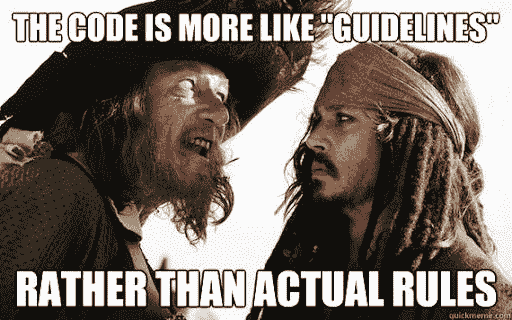 THE CODE IS MORE LIKE "GUIDELINES"
RATHER THAN ACTUAL RULES
quickmeme.com